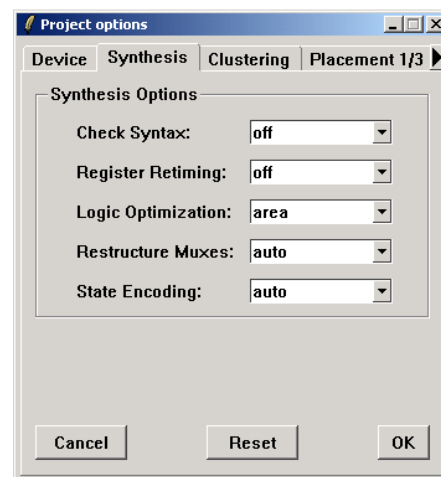 Project options
Device Synthesis Clustering Placement 1/3
Synthesis Options
Check Syntax: off
Register Retiming: off
Logic Optimization: area
Restructure Muxes: auto
State Encoding: auto
Cancel Reset OK